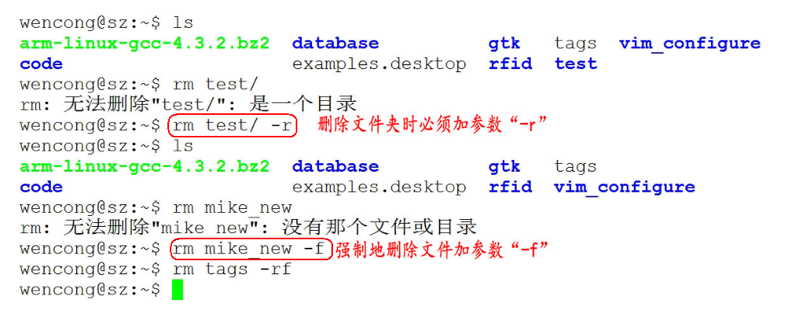 wencong@sz:~$ ls
arm-linux-gcc-4.3.2.bz2 database gtk tags vim_configure
code examples.desktop rfid test
wencong@sz:~$ rm test/
rm: 无法删除"test/": 是一个目录
wencong@sz:~$ rm test/ -r 删除文件夹时必须加参数“-r”
wencong@sz:~$ ls
arm-linux-gcc-4.3.2.bz2 database gtk tags
code examples.desktop rfid vim_configure
wencong@sz:~$ rm mike_new
rm: 无法删除"mike_new": 没有那个文件或目录
wencong@sz:~$ rm mike_new -f 强制地删除文件加参数“-f”
wencong@sz:~$ rm tags -rf
wencong@sz:~$